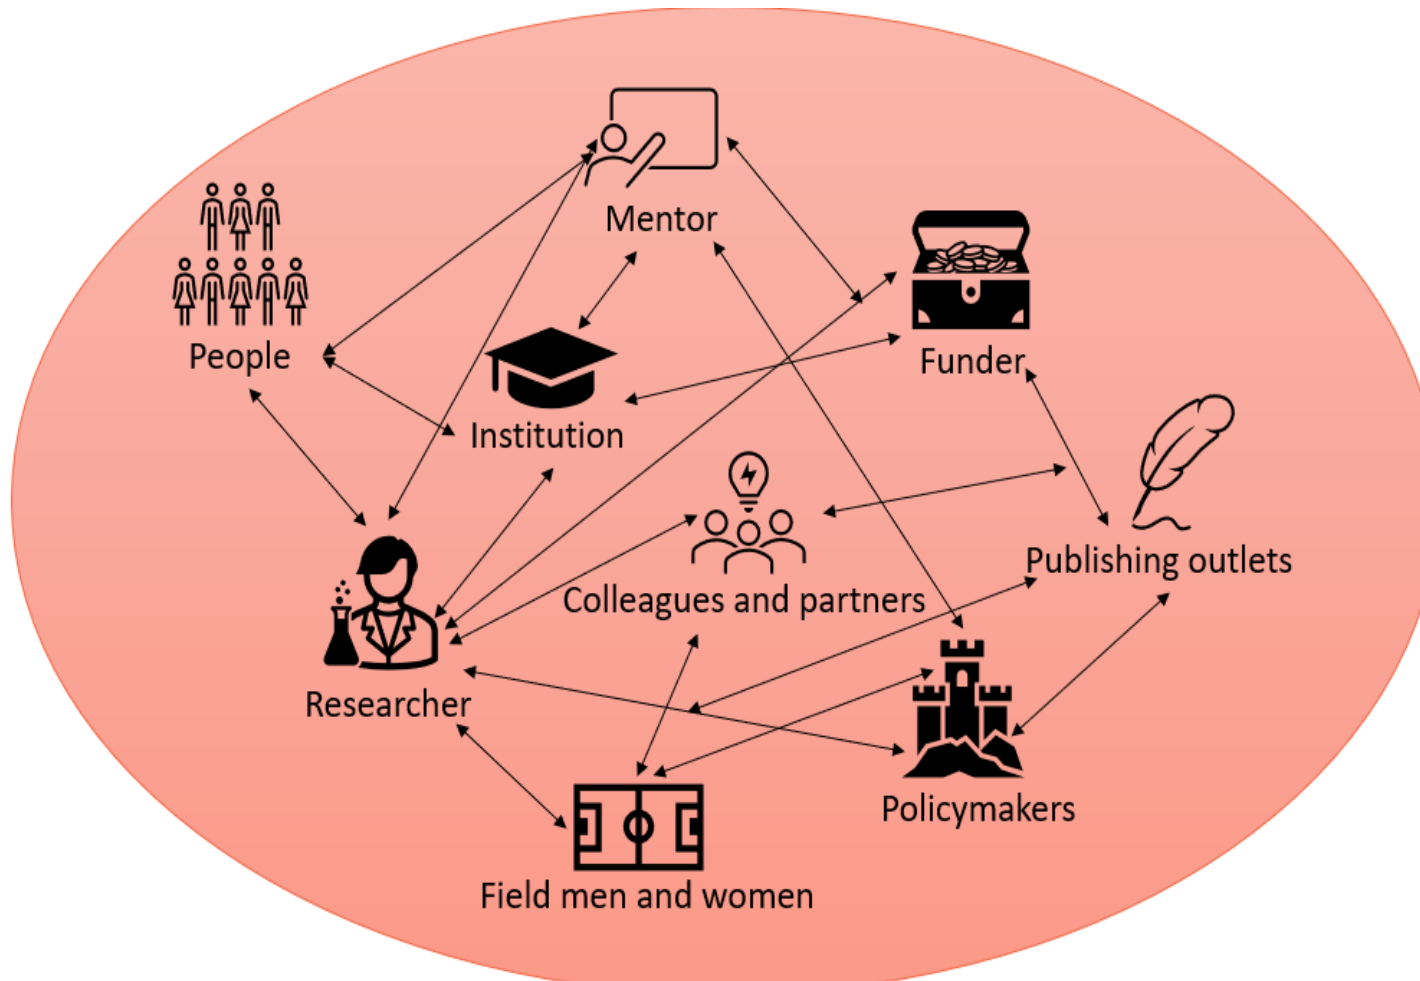 Mentor
People
Funder
Institution
Publishing outlets
Colleagues and partners
Researcher
Policymakers
Field men and women